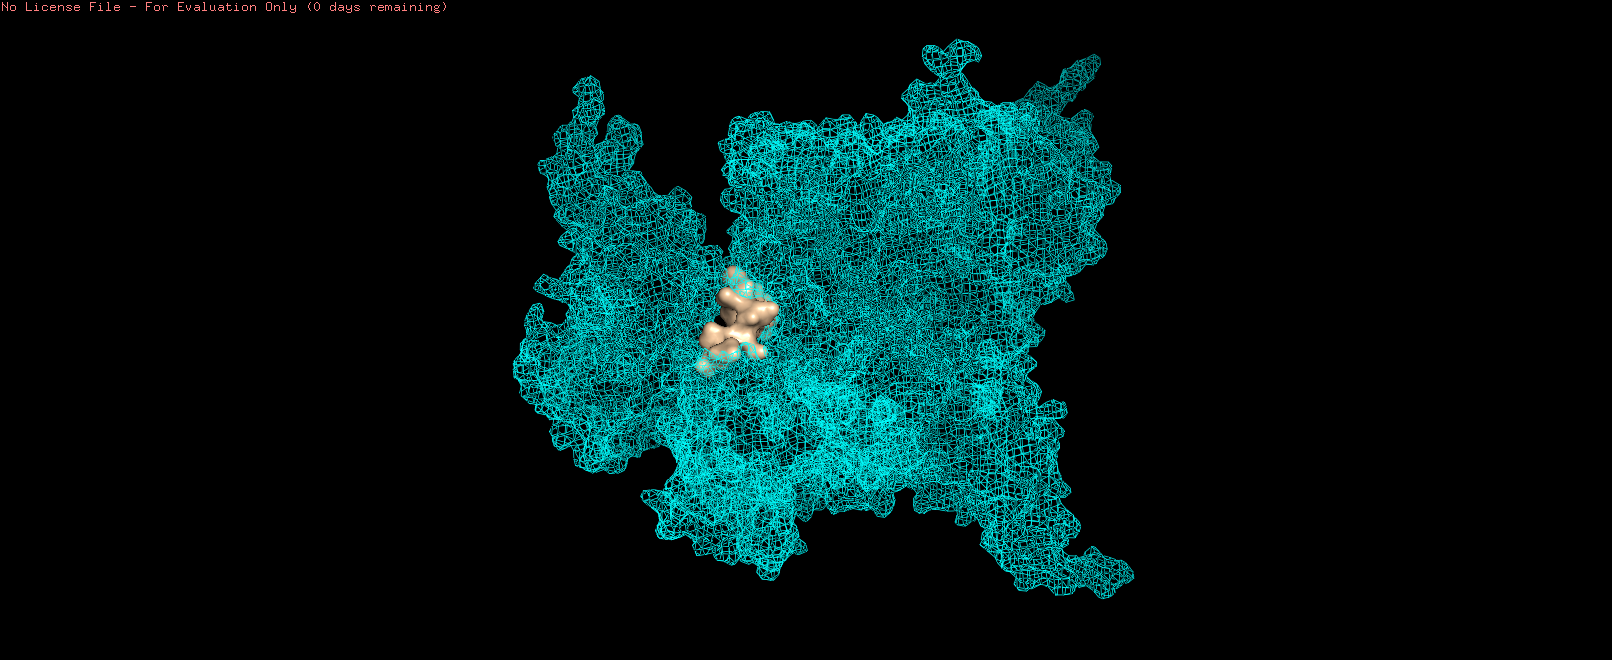 No License File - For Evaluation Only (0 days remaining)